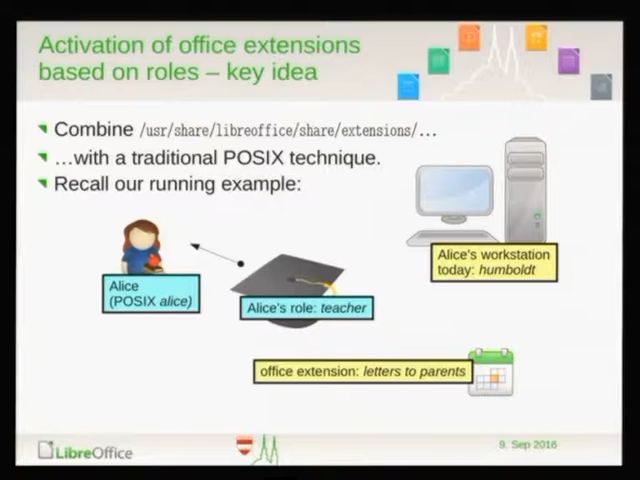 Activation of office extensions
based on roles – key idea
Combine /usr/share/libreoffice/share/extensions/…
…with a traditional POSIX technique.
Recall our running example:
Alice's workstation
today: humboldt
Alice
(POSIX alice)
Alice's role: teacher
office extension: letters to parents
LibreOffice
9. Sep 2016